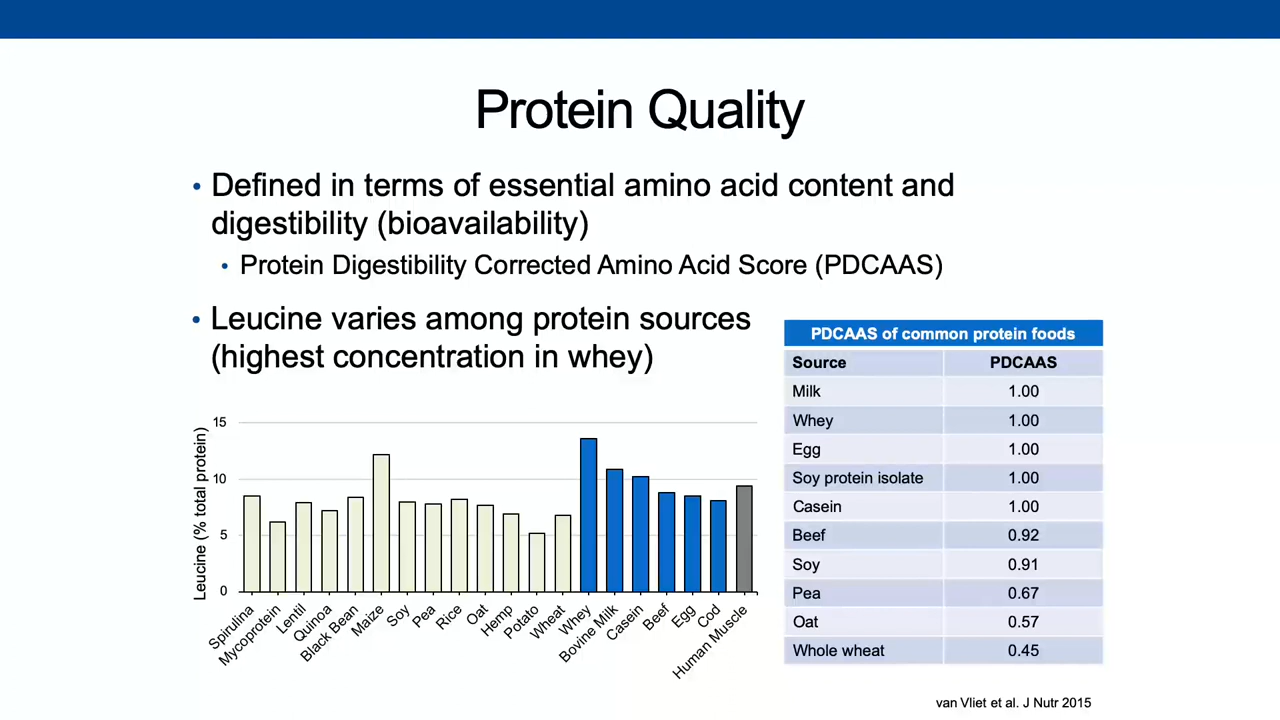 Protein Quality
• Defined in terms of essential amino acid content and
digestibility (bioavailability)
• Protein Digestibility Corrected Amino Acid Score (PDCAAS)
• Leucine varies among protein sources
(highest concentration in whey)
Leucine (% total protein)
15
10
5
0
Spirulina
Mycoprotein
Lentil
Quinoa
Black Bean
Maize
Soy
Pea
Rice
Oat
Hemp
Potato
Wheat
Whey
Bovine Milk
Casein
Beef
Egg
Cod
Human Muscle
PDCAAS of common protein foods
Source PDCAAS
Milk 1.00
Whey 1.00
Egg 1.00
Soy protein isolate 1.00
Casein 1.00
Beef 0.92
Soy 0.91
Pea 0.67
Oat 0.57
Whole wheat 0.45
van Vliet et al. J Nutr 2015